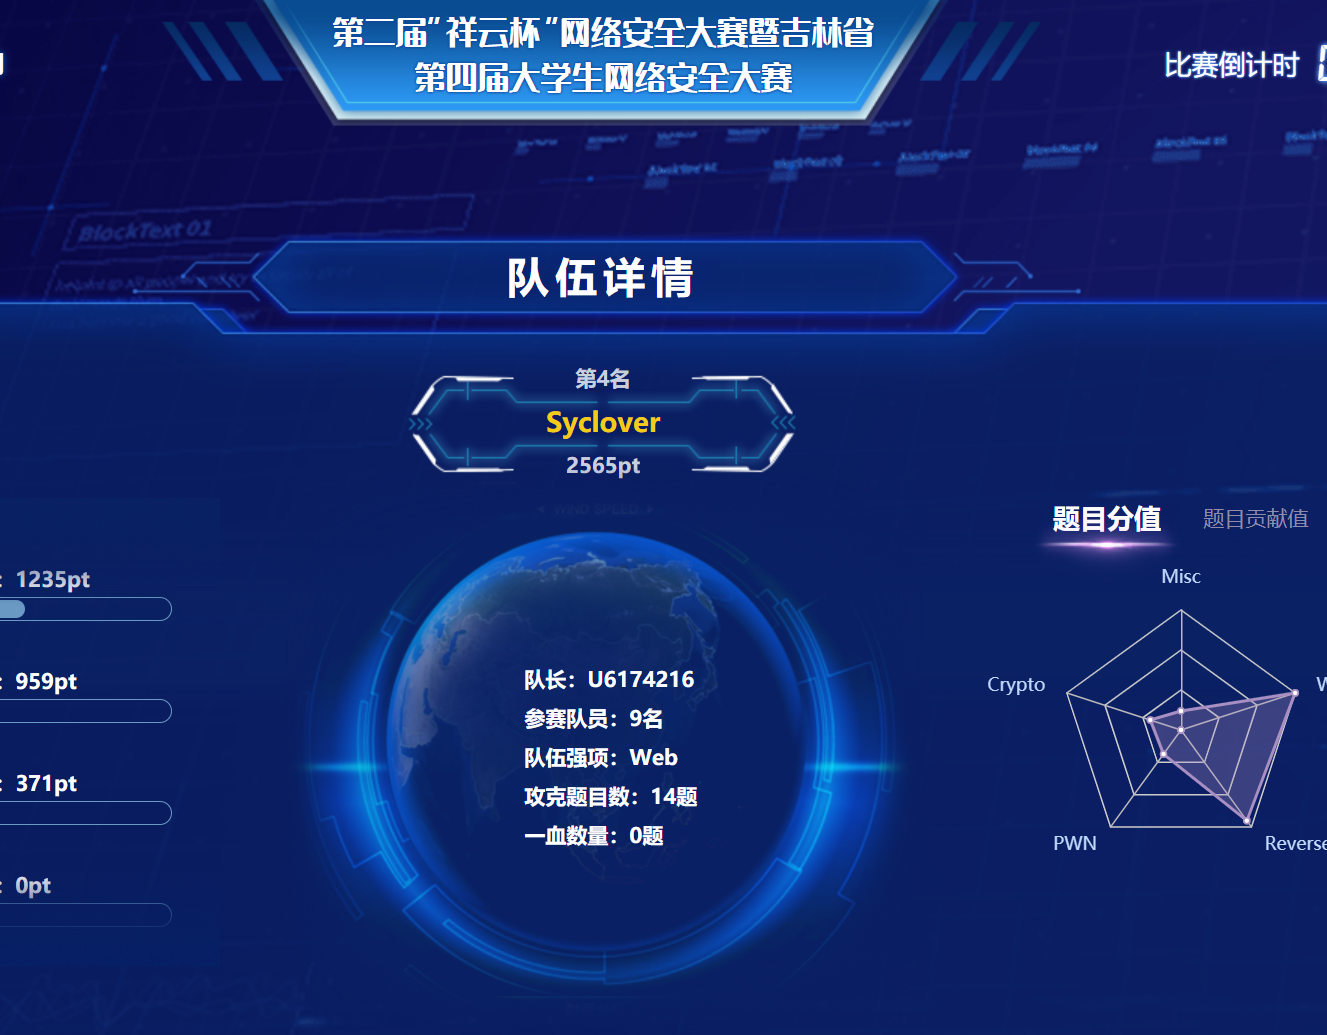 第二届"祥云杯"网络安全大赛暨吉林省
第四届大学生网络安全大赛
比赛倒计时
BlockText 01
队伍详情
第4名
Syclover
2565pt
WIND SPEED
题目分值
题目贡献值
: 1235pt
: 959pt
: 371pt
: 0pt
队长：U6174216
参赛队员：9名
队伍强项：Web
攻克题目数：14题
一血数量：0题
Misc
Crypto
W
PWN
Reverse